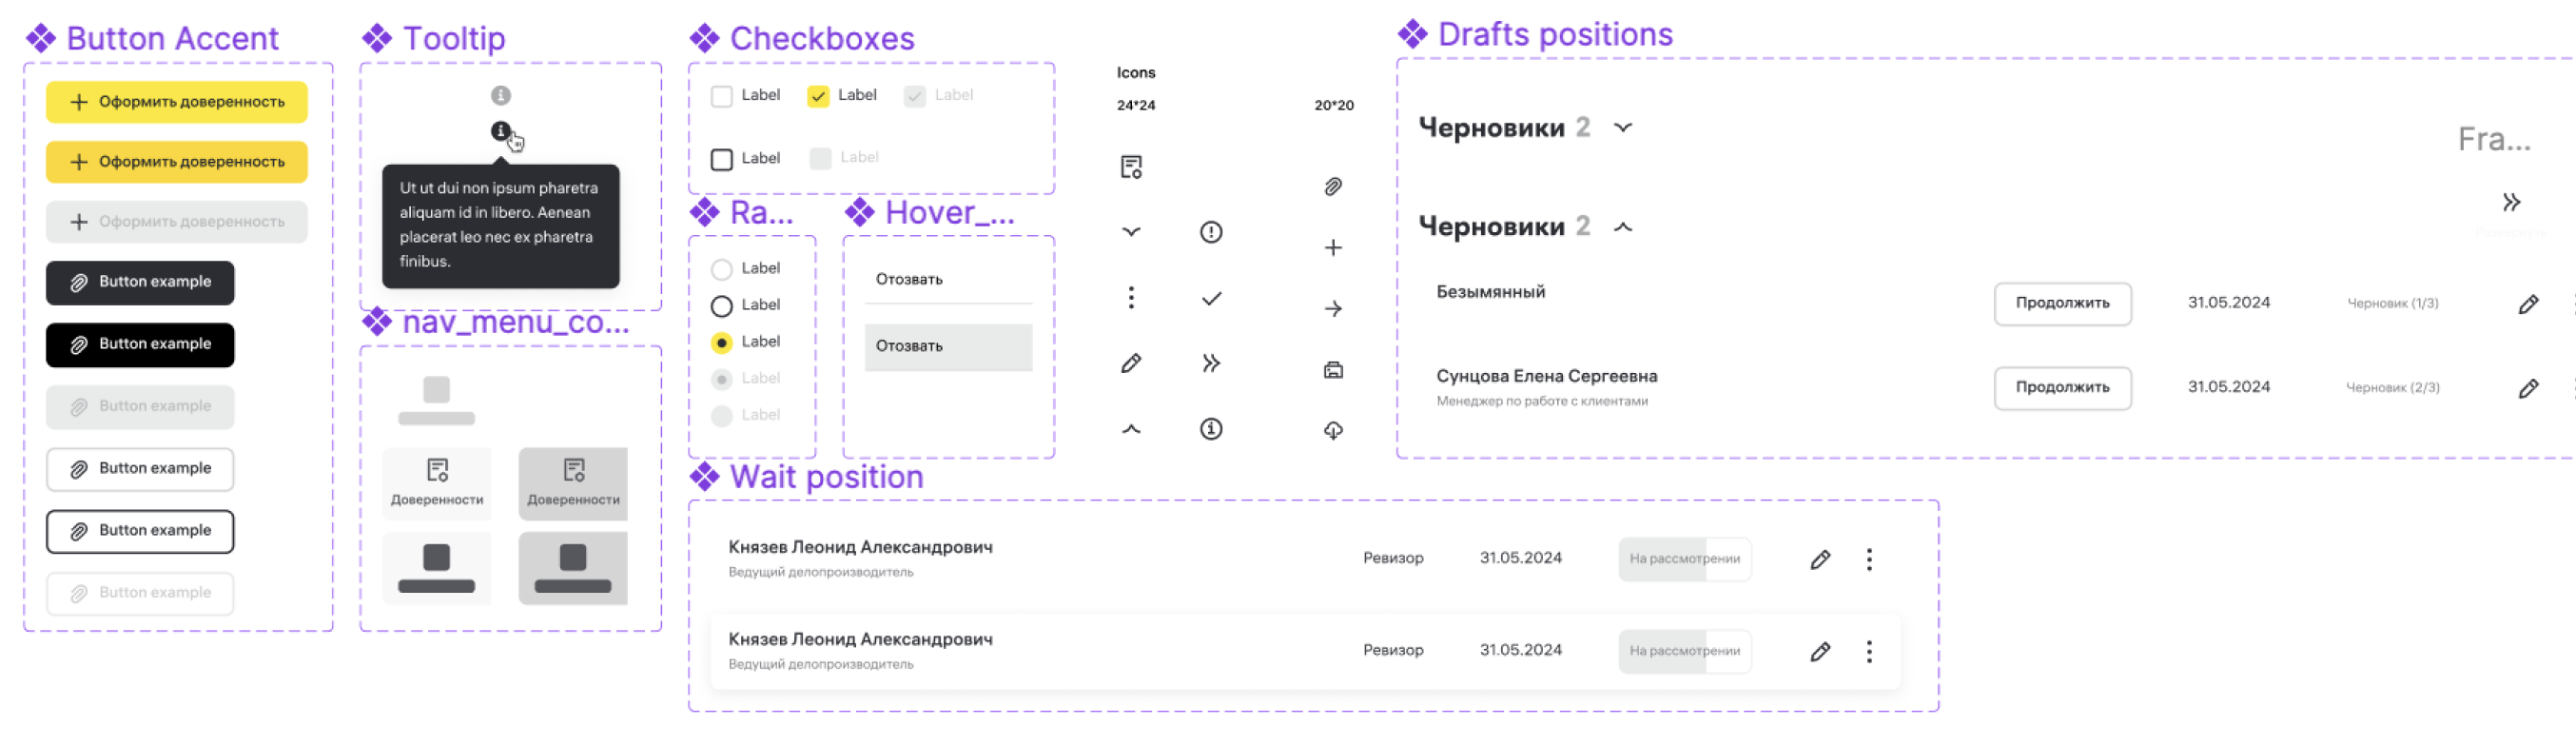 Button Accent
Оформить доверенность
Оформить доверенность
Оформить доверенность
Button example
Button example
Button example
Button example
Button example
Button example
Tooltip
Ut ut dui non ipsum pharetra
aliquam id in libero. Aenean
placerat leo nec ex pharetra
finibus.
nav_menu_co...
Доверенности Доверенности
Checkboxes
Label Label Label
Label Label
Ra...
Label
Label
Label
Label
Label
Hover_...
Отозвать
Отозвать
Icons
24*24 20*20
Drafts positions
Черновики 2
Fra...
Черновики 2
Безымянный Продолжить 31.05.2024 Черновик (1/3)
Сунцова Елена Сергеевна Продолжить 31.05.2024 Черновик (2/3)
Менеджер по работе с клиентами
Wait position
Князев Леонид Александрович Ревизор 31.05.2024 На рассмотрении
Ведущий делопроизводитель
Князев Леонид Александрович Ревизор 31.05.2024 На рассмотрении
Ведущий делопроизводитель